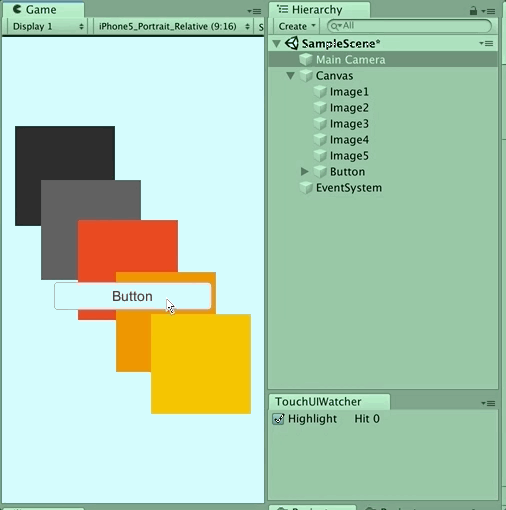 Game
Display 1
iPhone5_Portrait_Relative (9:16)
S
Button
Hierarchy
Create
All
SampleScene*
Main Camera
Canvas
Image1
Image2
Image3
Image4
Image5
Button
EventSystem
TouchUIWatcher
Highlight Hit 0